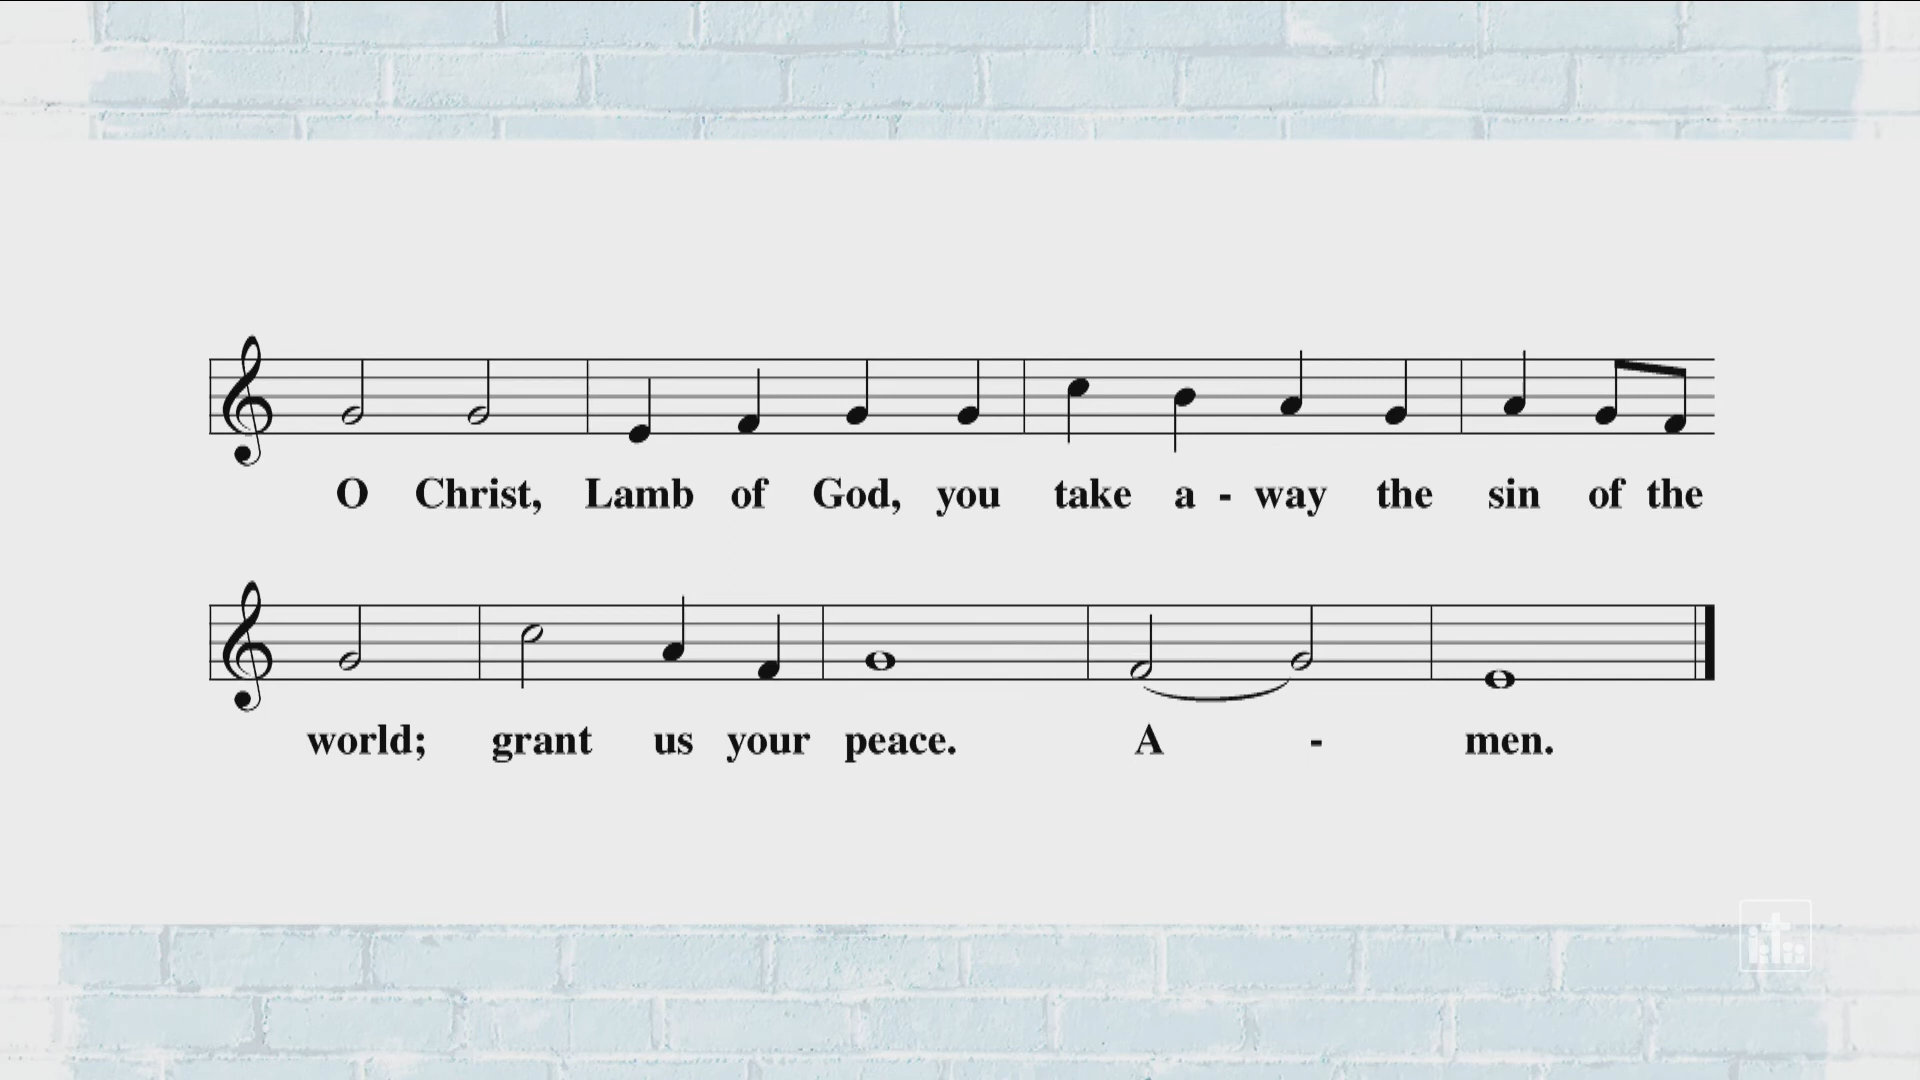 O Christ, Lamb of God, you take a - way the sin of the
world; grant us your peace. A - men.